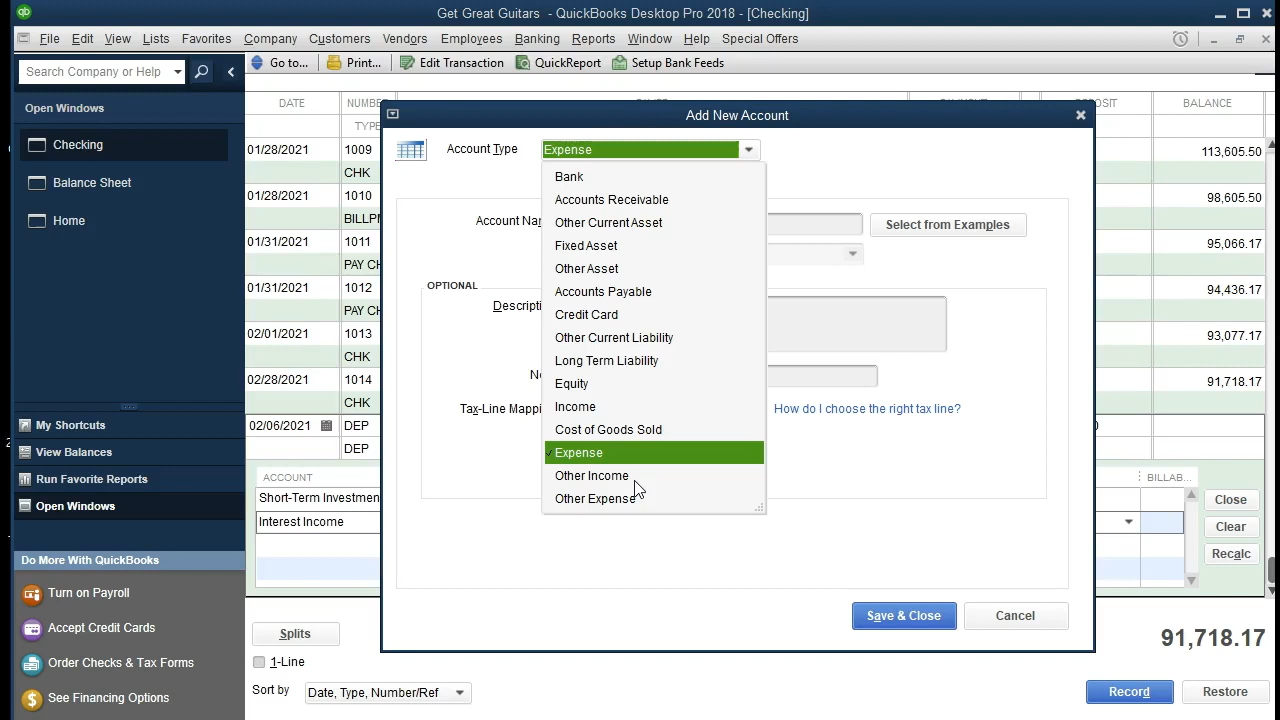 qb
Get Great Guitars - QuickBooks Desktop Pro 2018 - [Checking]
File Edit View Lists Favorites Company Customers Vendors Employees Banking Reports Window Help Special Offers
Search Company or Help
Go to... Print... Edit Transaction QuickReport Setup Bank Feeds
Open Windows
Checking
Balance Sheet
Home
My Shortcuts
View Balances
Run Favorite Reports
Open Windows
Do More With QuickBooks
Turn on Payroll
Accept Credit Cards
Order Checks & Tax Forms
See Financing Options
DATE BALANCE
TYPE
01/28/2021 1009 113,605.50
CHK
01/28/2021 1010 98,605.50
01/31/2021 1011 95,066.17
01/31/2021 1012 94,436.17
02/01/2021 1013 93,077.17
CHK
02/28/2021 1014 91,718.17
CHK
02/06/2021 DEP
DEP
ACCOUNT BILLAB...
Interest Income
Close
Clear
Recalc
Splits
1-Line
Sort by Date, Type, Number/Ref
91,718.17
Record Restore
Add New Account
Account Type Expense
Bank
Accounts Receivable
Other Current Asset
Fixed Asset
Other Asset
Accounts Payable
Credit Card
Other Current Liability
Long Term Liability
Equity
Income
Cost of Goods Sold
Expense
Other Income
Other Expense
Account
Select from Examples
OPTIONAL
How do I choose the right tax line?
Save & Close Cancel